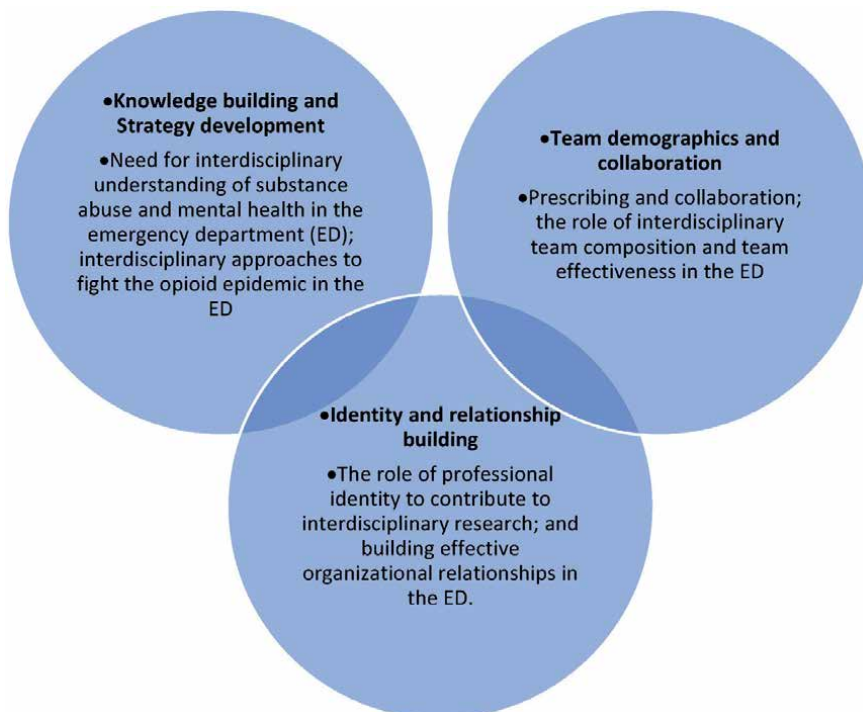 •Knowledge building and
Strategy development
•Need for interdisciplinary
understanding of substance
abuse and mental health in the
emergency department (ED);
interdisciplinary approaches to
fight the opioid epidemic in the
ED
•Team demographics and
collaboration
•Prescribing and collaboration;
the role of interdisciplinary
team composition and team
effectiveness in the ED
•Identity and relationship
building
•The role of professional
identity to contribute to
interdisciplinary research; and
building effective
organizational relationships in
the ED.